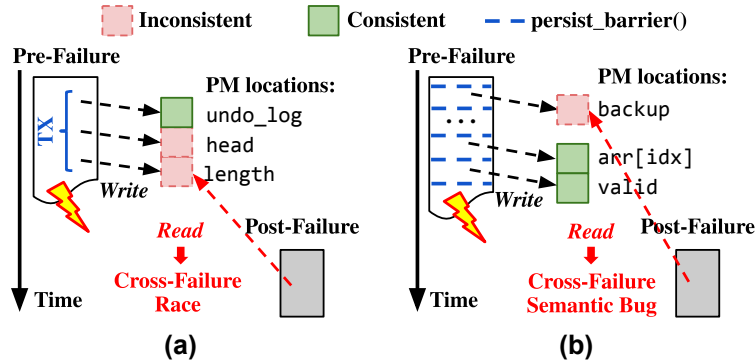 Inconsistent
Consistent
persist_barrier()
Pre-Failure
PM locations:
TX
undo_log
head
length
Write
Read
Post-Failure
Cross-Failure
Race
Time
(a)
Pre-Failure
PM locations:
backup
...
arr[idx]
valid
Write
Read
Post-Failure
Cross-Failure
Semantic Bug
Time
(b)